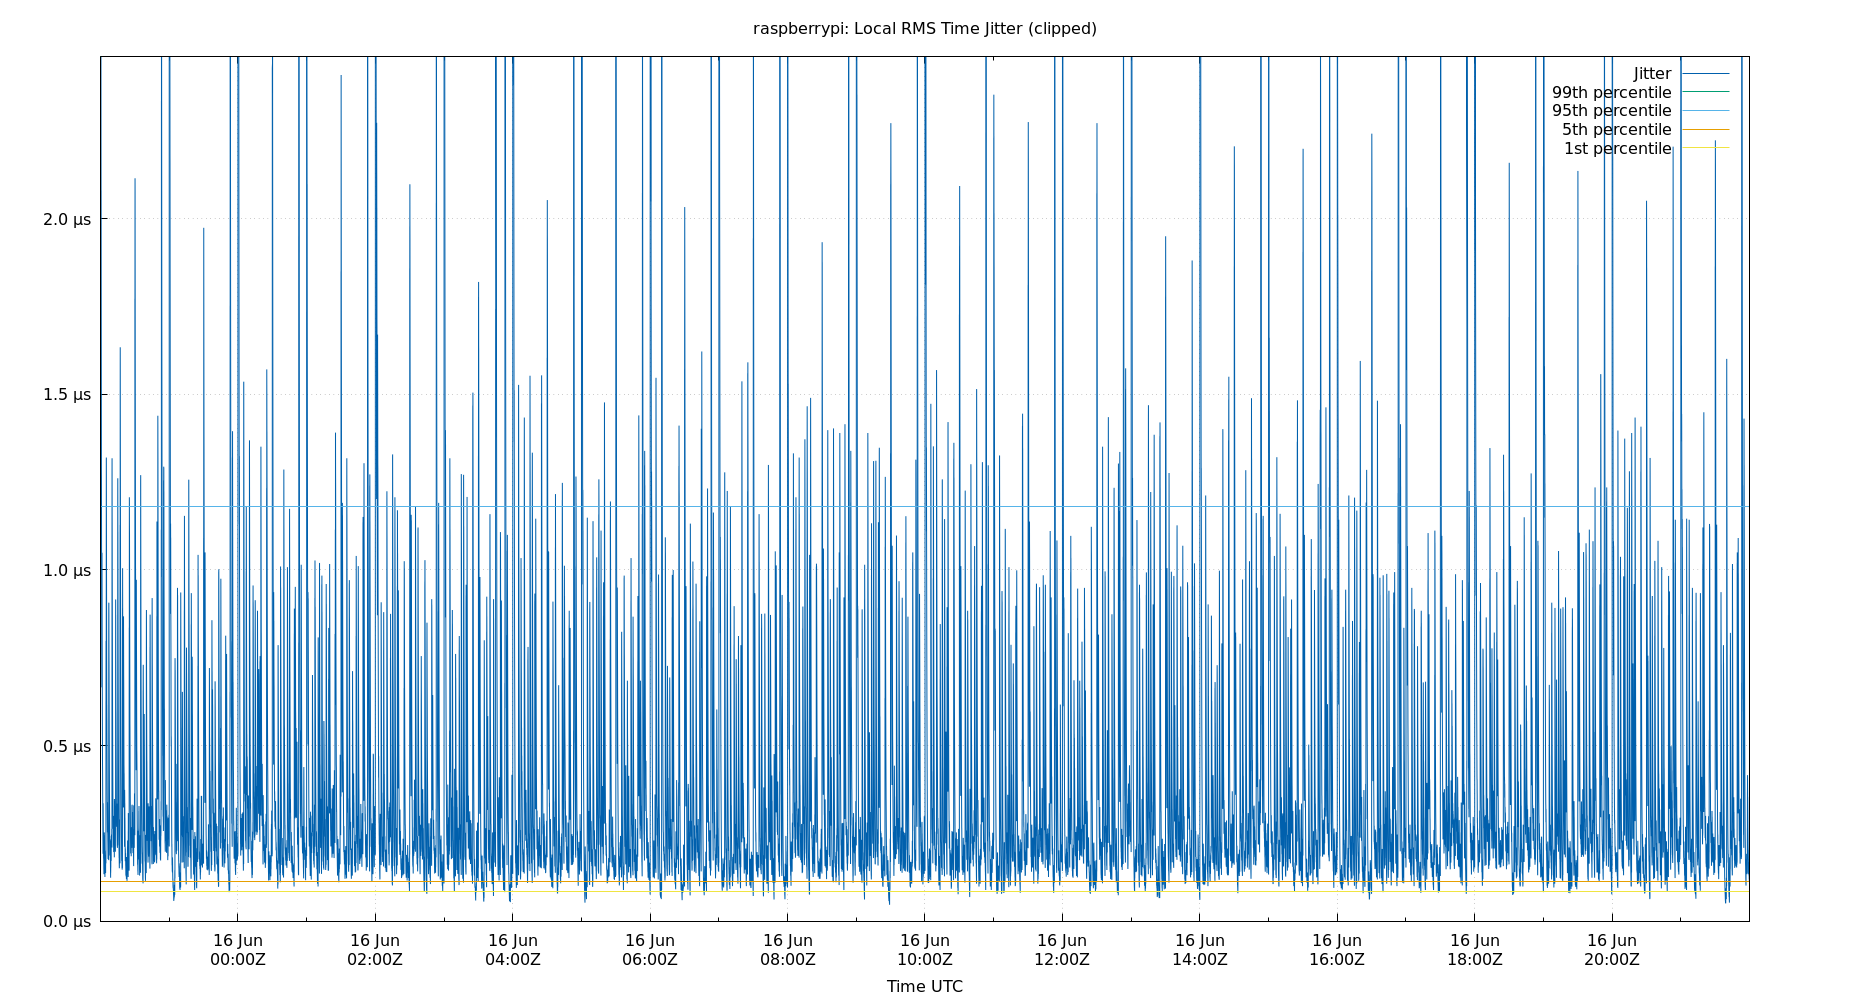 raspberrypi: Local RMS Time Jitter (clipped)
Jitter
99th percentile
95th percentile
5th percentile
1st percentile
2.0 μs
1.5 μs
1.0 μs
0.5 μs
0.0 μs
16 Jun 16 Jun 16 Jun 16 Jun 16 Jun 16 Jun 16 Jun 16 Jun 16 Jun 16 Jun 16 Jun
00:00Z 02:00Z 04:00Z 06:00Z 08:00Z 10:00Z 12:00Z 14:00Z 16:00Z 18:00Z 20:00Z
Time UTC